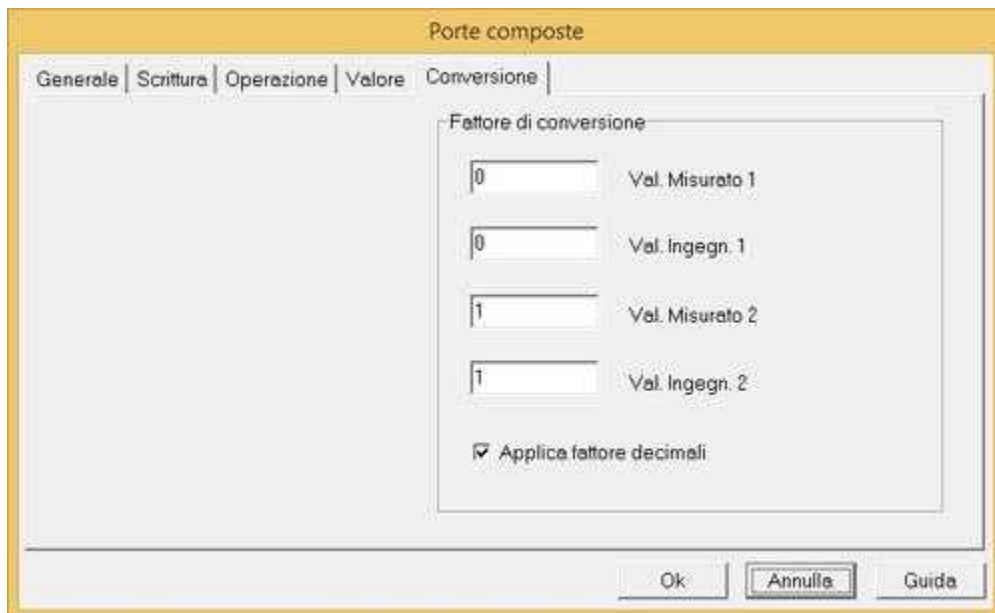 Porte composte
Generale Scrittura Operazione Valore Conversione
Fattore di conversione
0 Val. Misurato 1
0 Val. Ingegn. 1
1 Val. Misurato 2
1 Val. Ingegn. 2
Applica fattore decimali
Ok Annulla Guida